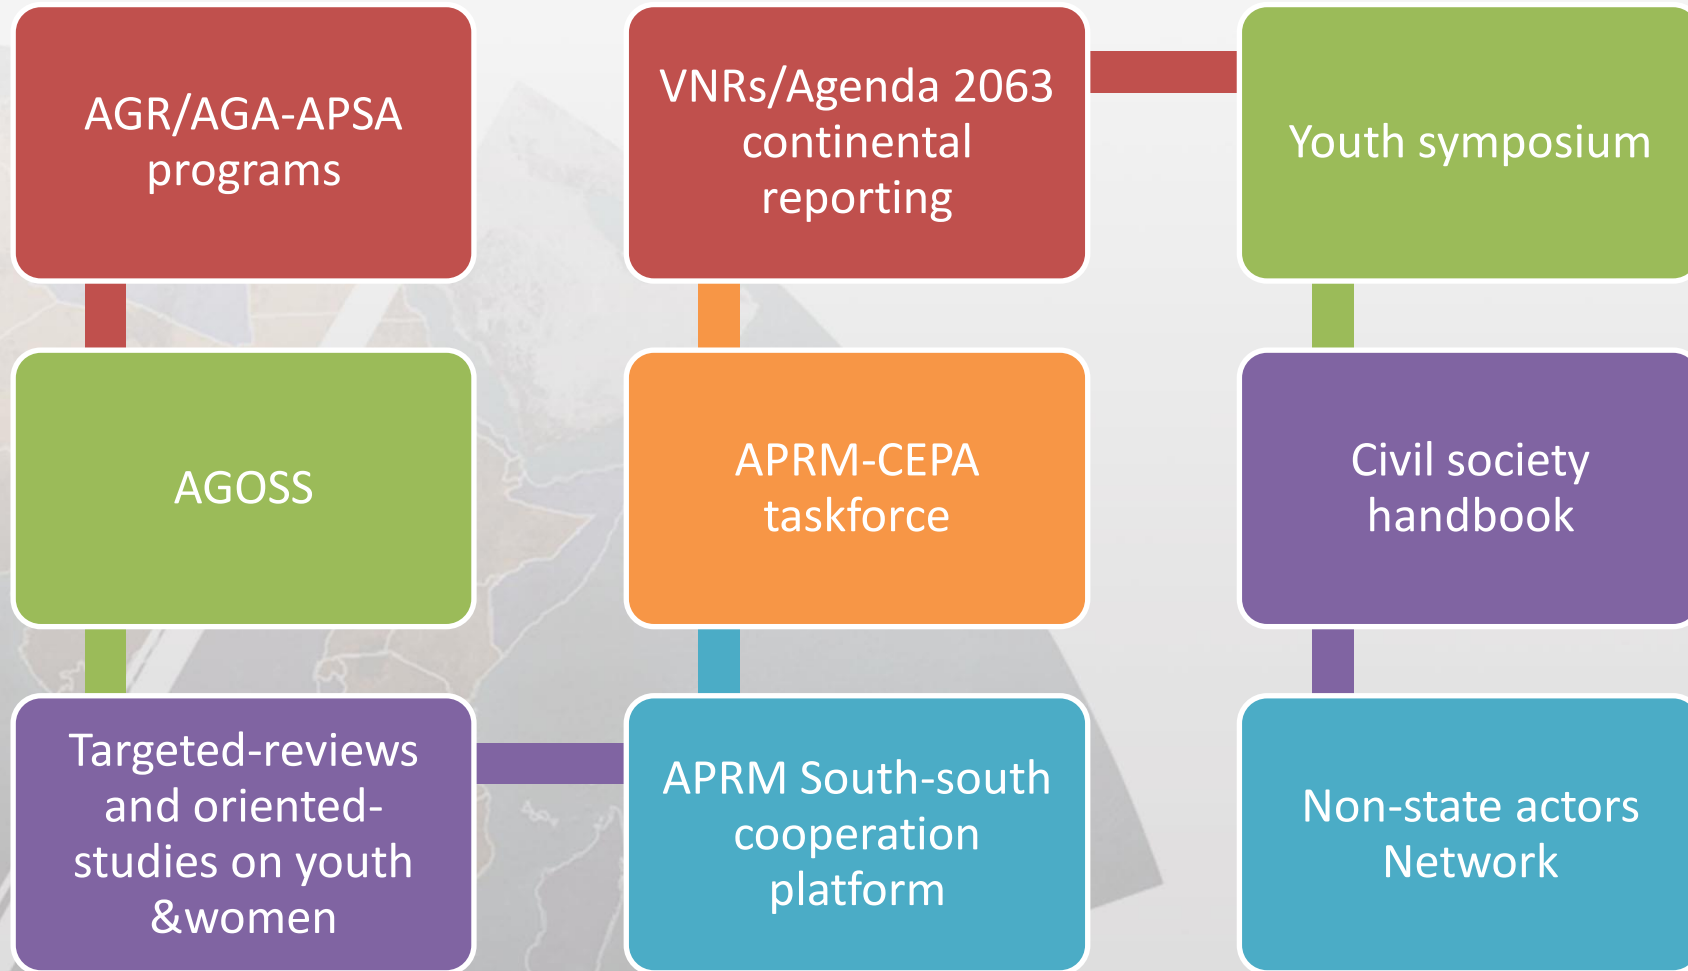 AGR/AGA-APSA
programs
AGOSS
Targeted-reviews
and oriented-
studies on youth
&women
APRM South-south
cooperation
platform
APRM-CEPA
taskforce
VNRs/Agenda 2063
continental
reporting
Youth symposium
Civil society
handbook
Non-state actors
Network